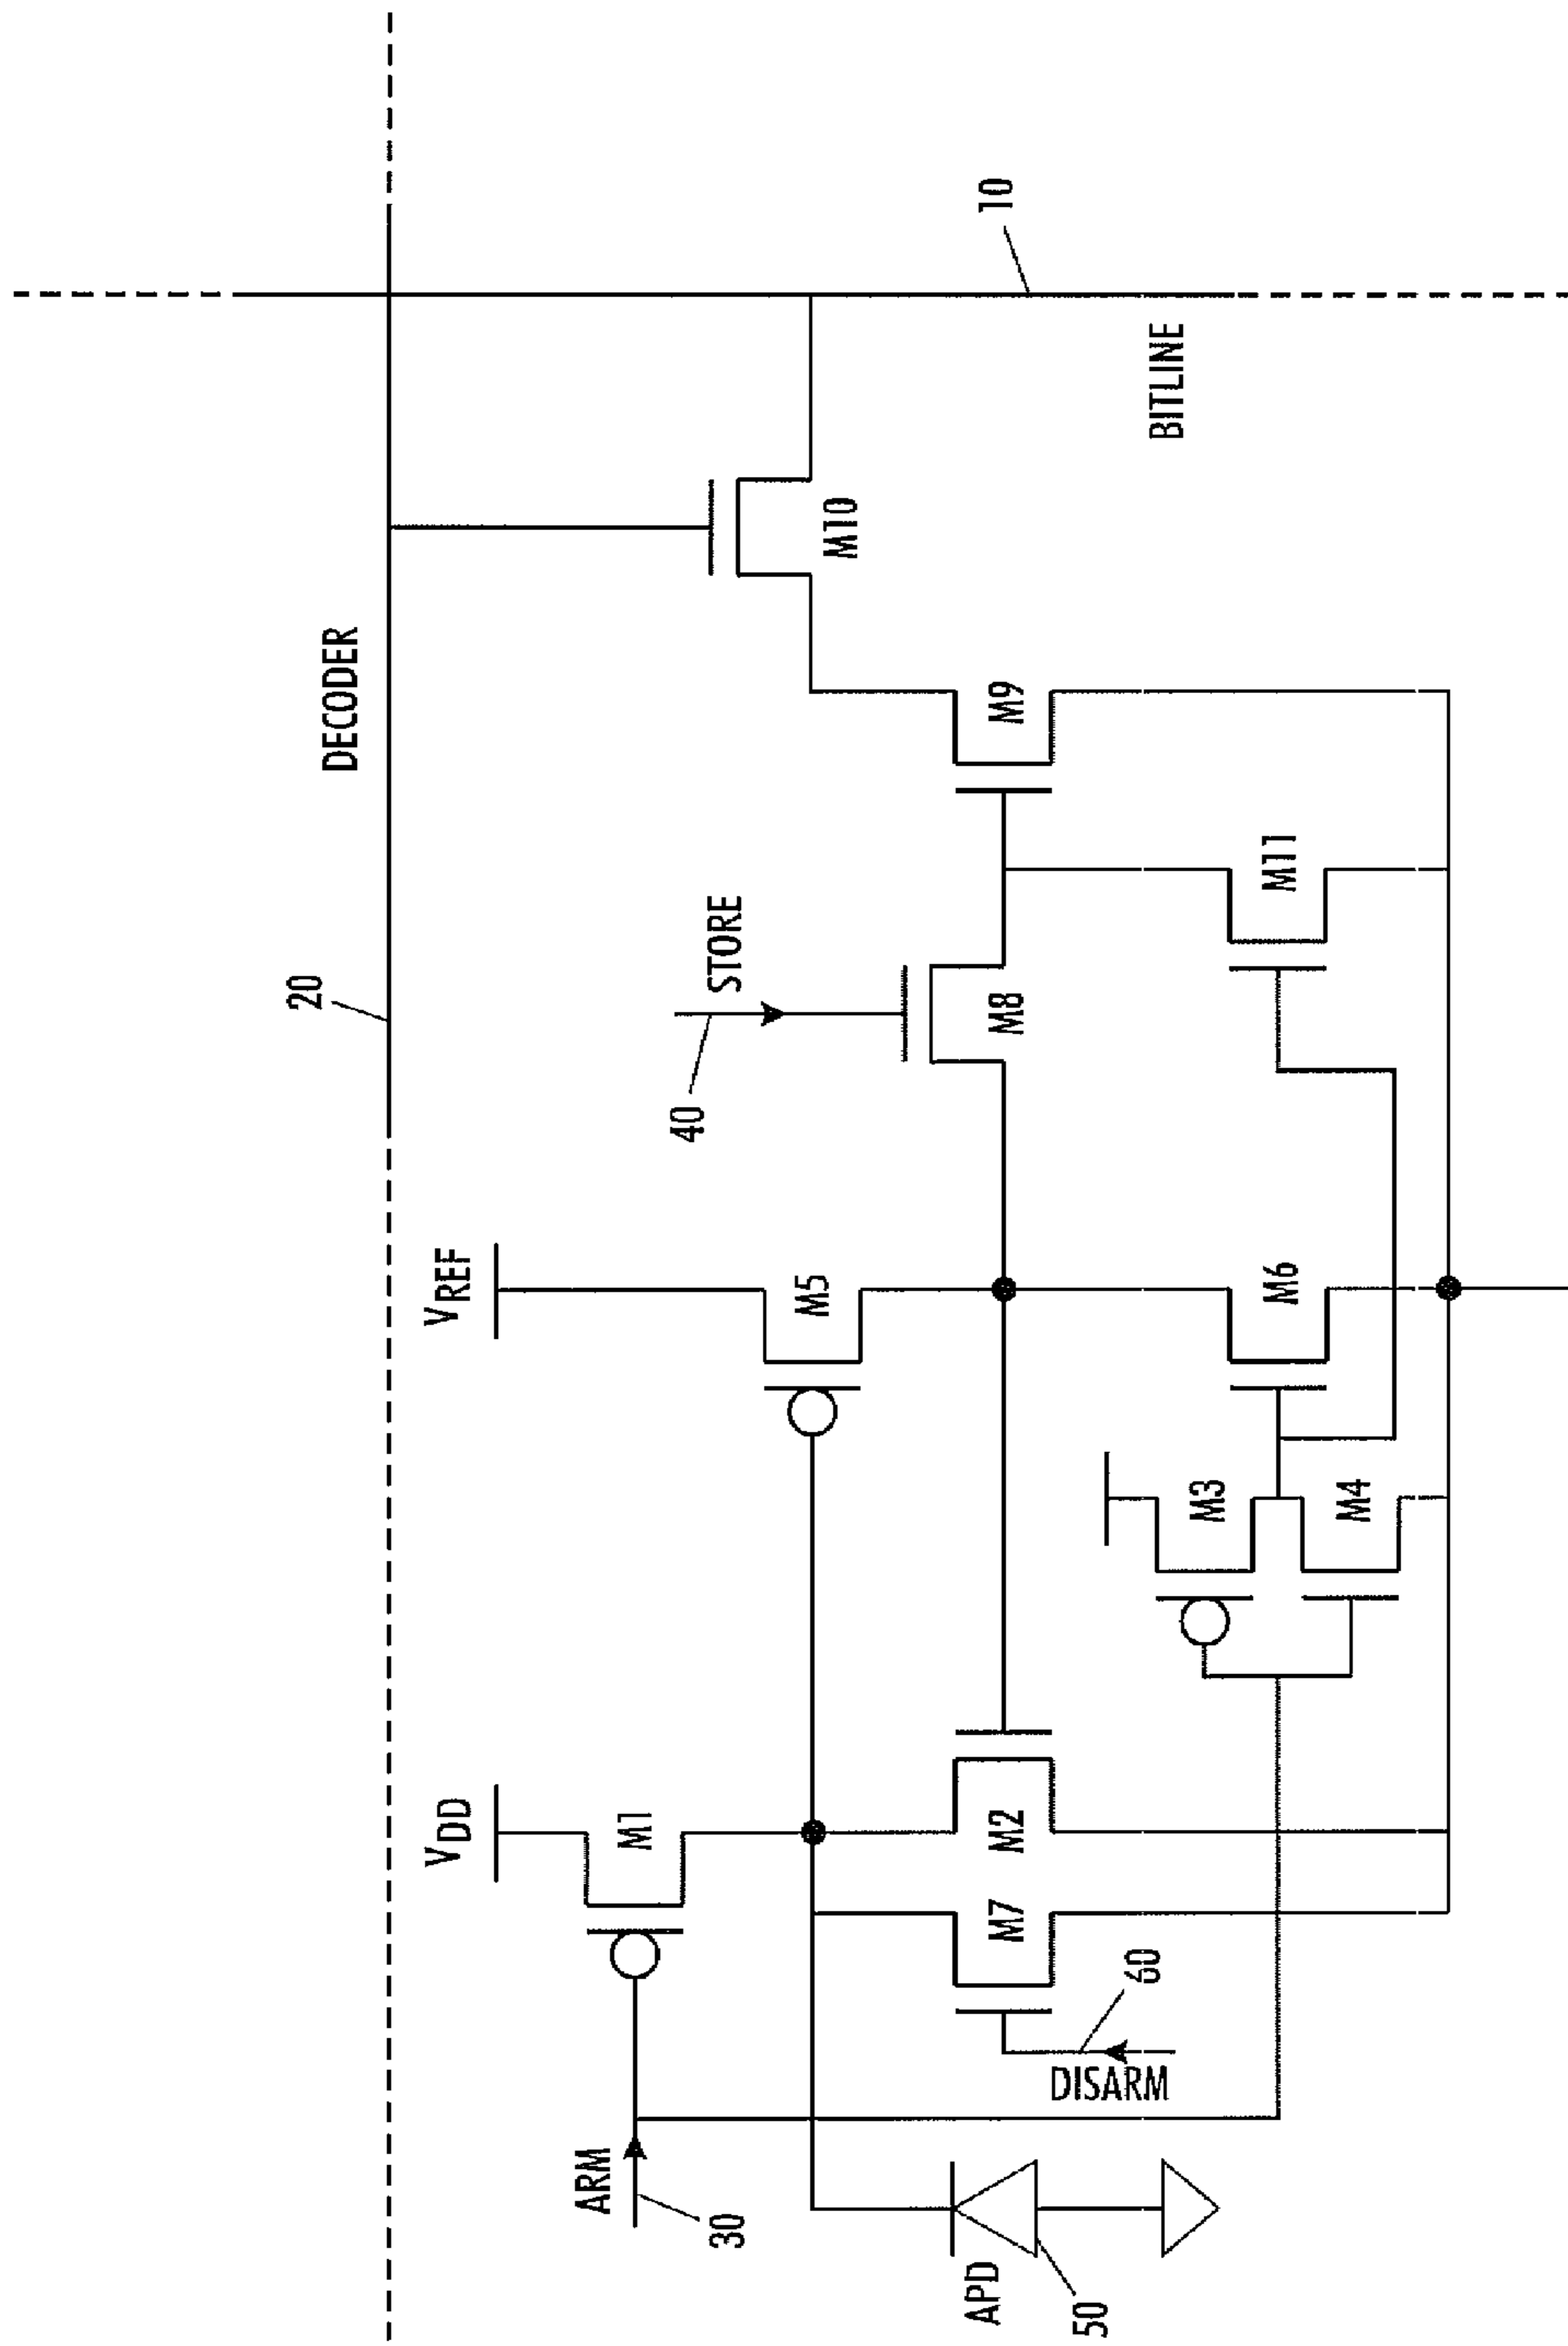 DECODER
20
10
BITLINE
VDD
VREF
STORE
40
ARM
30
M1
M5
M10
M7
M2
M8
M9
M3
M4
M6
M11
APD
50
DISARM
60